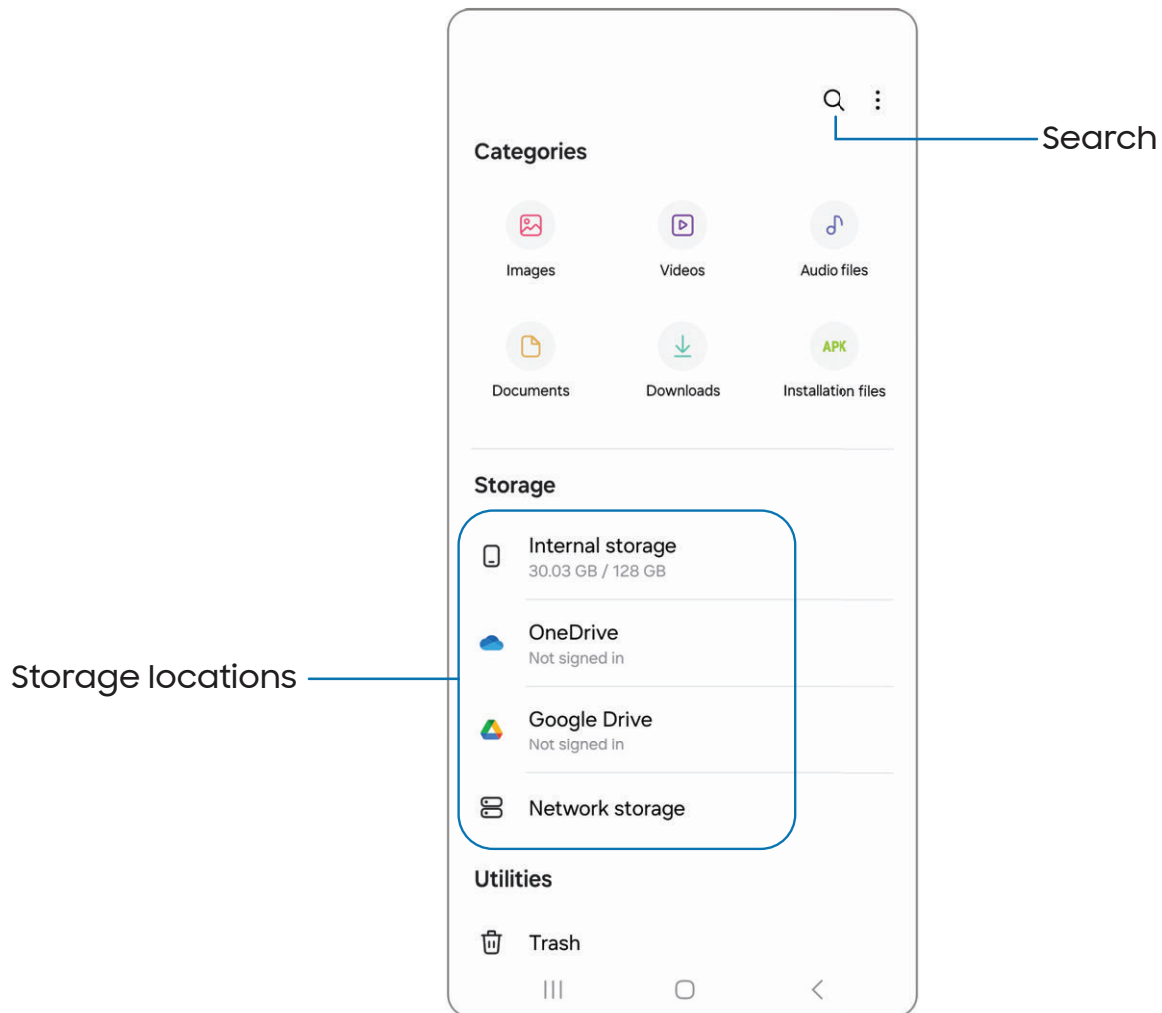 Search
Categories
Images Videos Audio files
APK
Documents Downloads Installation files
Storage
Internal storage
30.03 GB / 128 GB
OneDrive
Not signed in
Storage locations
Google Drive
Not signed in
Network storage
Utilities
Trash